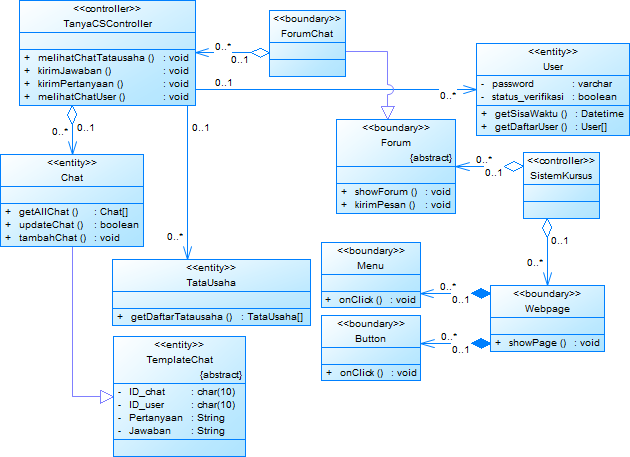 <<controller>>
TanyaCSController
+ melihatChatTatausaha () : void
+ kirimJawaban () : void
+ kirimPertanyaan () : void
+ melihatChatUser () : void
<<boundary>>
ForumChat
0..*
0..1
0..1
<<entity>>
User
- password : varchar
- status_verifikasi : boolean
+ getSisaWaktu () : Datetime
+ getDaftarUser () : User[]
0..*
0..1
0..*
0..1
<<entity>>
Chat
+ getAllChat () : Chat[]
+ updateChat () : boolean
+ tambahChat () : void
<<boundary>>
Forum
{abstract}
+ showForum () : void
+ kirimPesan () : void
0..*
0..1
<<controller>>
SistemKursus
0..1
0..*
0..*
<<entity>>
TataUsaha
+ getDaftarTatausaha () : TataUsaha[]
<<boundary>>
Menu
+ onClick () : void
0..*
0..1
<<boundary>>
Webpage
+ showPage () : void
<<boundary>>
Button
+ onClick () : void
0..*
0..1
<<entity>>
TemplateChat
{abstract}
- ID_chat : char(10)
- ID_user : char(10)
- Pertanyaan : String
- Jawaban : String